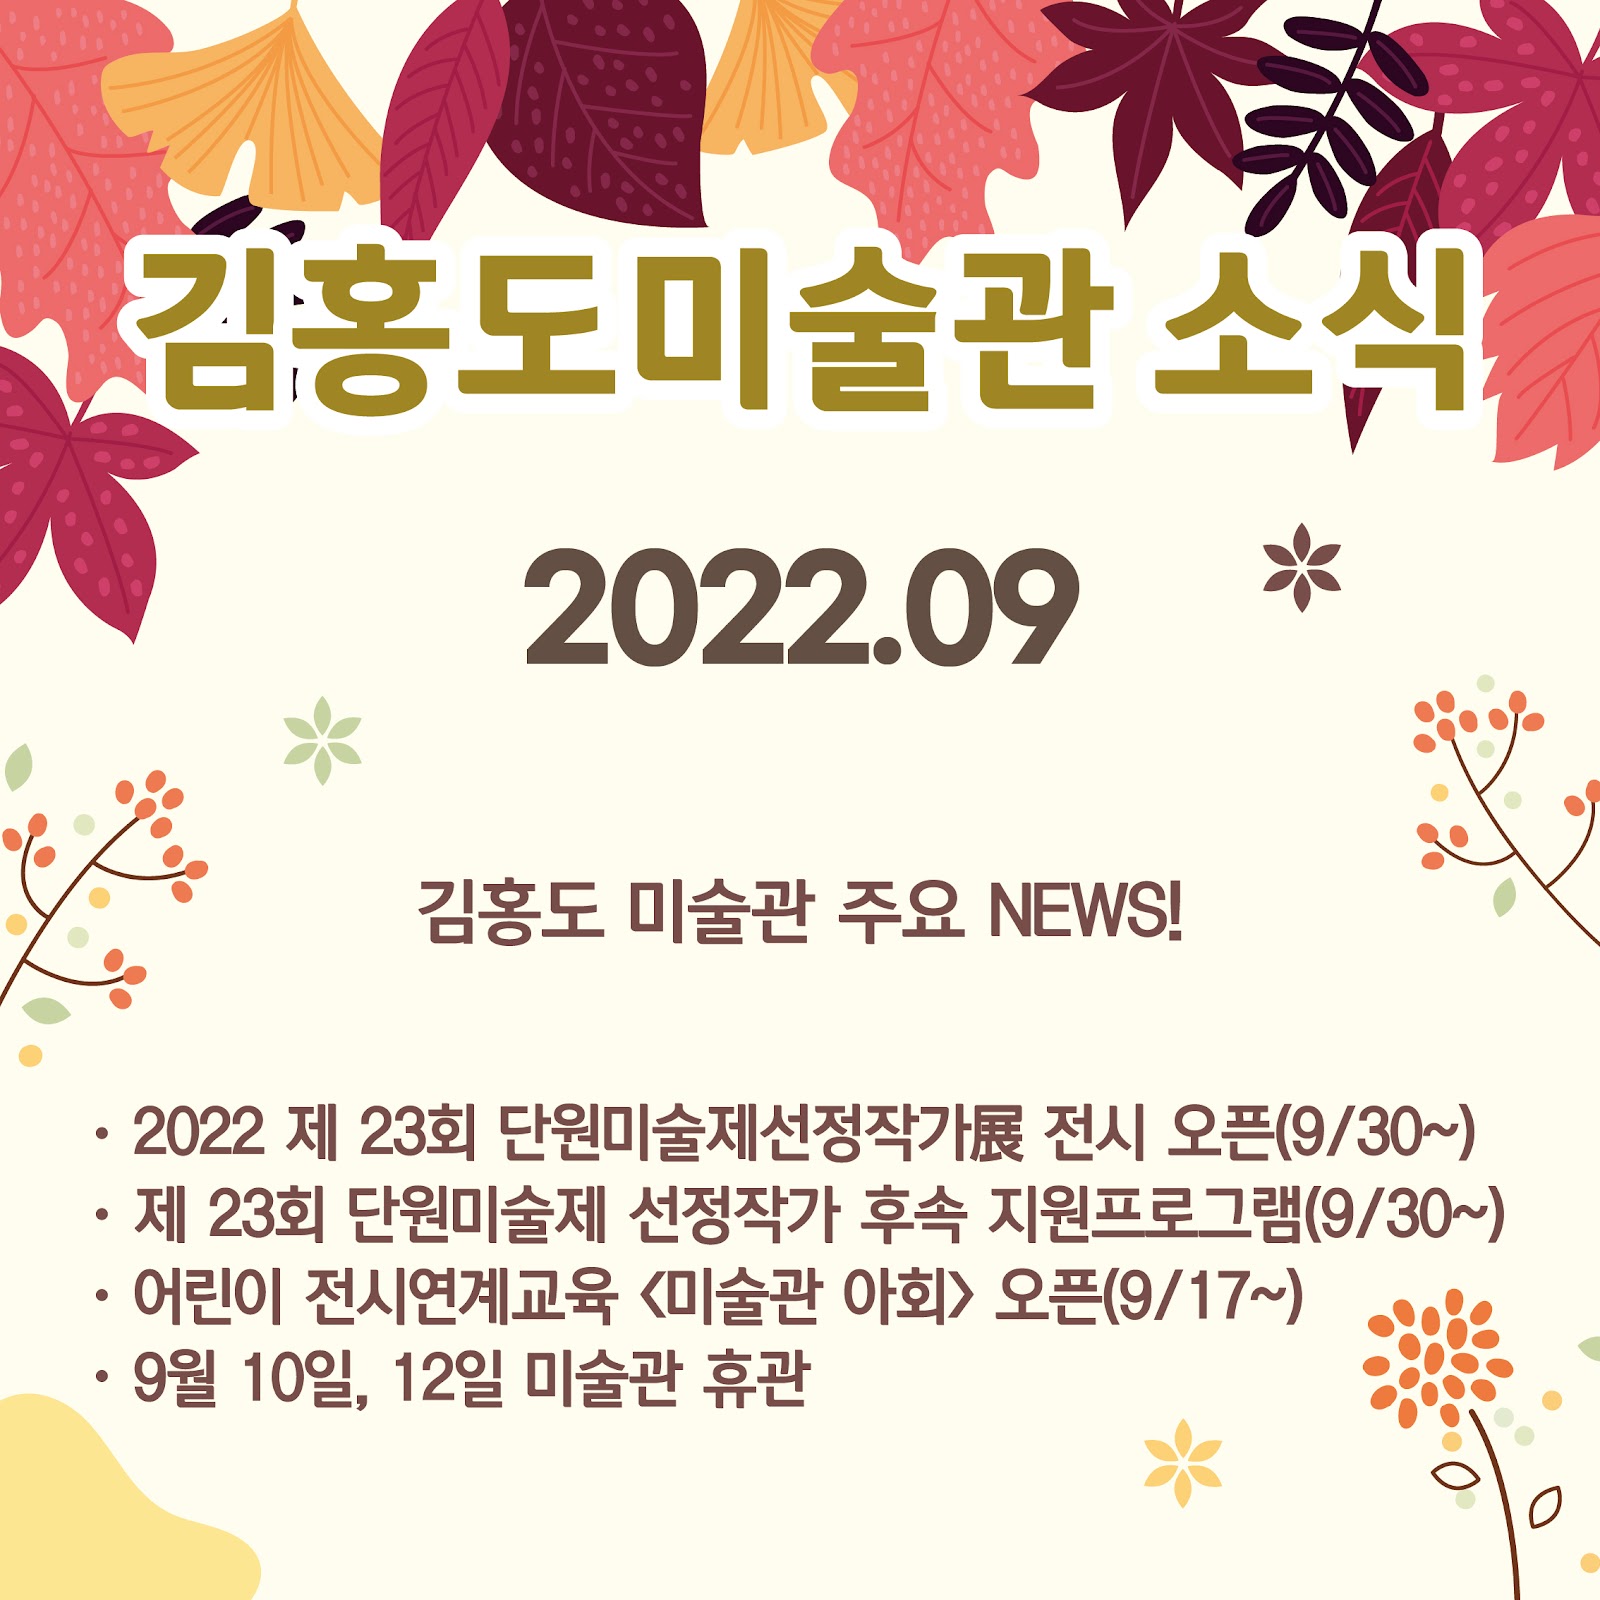 김홍도미술관 소식
2022.09
김홍도 미술관 주요 NEWS!
· 2022 제 23회 단원미술제선정작가展 전시 오픈(9/30~)
· 제 23회 단원미술제 선정작가 후속 지원프로그램(9/30~)
· 어린이 전시연계교육 <미술관 아회> 오픈(9/17~)
· 9월 10일, 12일 미술관 휴관